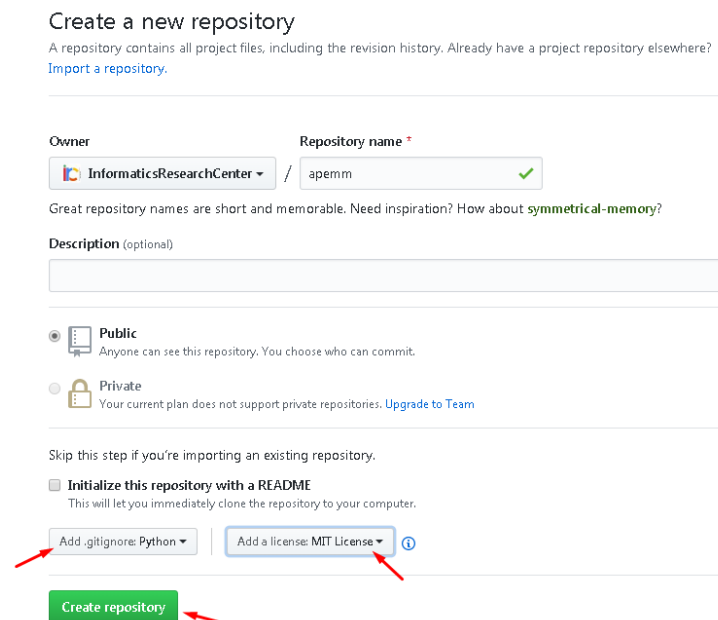 Create a new repository
A repository contains all project files, including the revision history. Already have a project repository elsewhere?
Import a repository.
Owner
Repository name *
InformaticsResearchCenter
/
apemm
Great repository names are short and memorable. Need inspiration? How about symmetrical-memory?
Description (optional)
Public
Anyone can see this repository. You choose who can commit.
Private
Your current plan does not support private repositories. Upgrade to Team
Skip this step if you're importing an existing repository.
Initialize this repository with a README
This will let you immediately clone the repository to your computer.
Add .gitignore: Python
Add a license: MIT License
Create repository